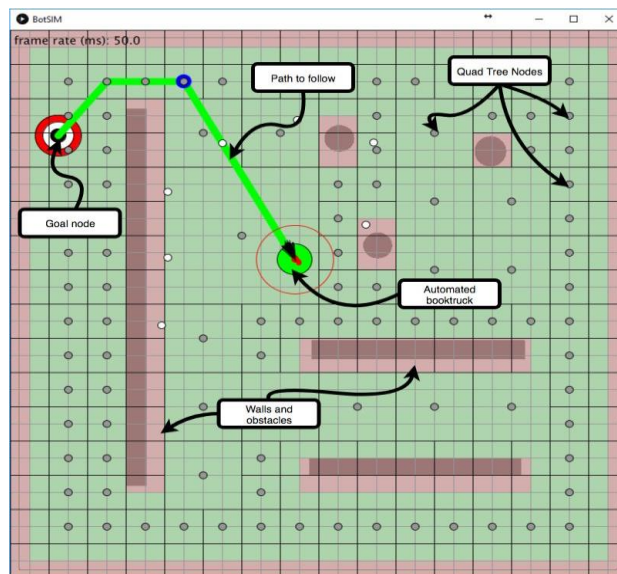 BotSIM
frame rate (ms): 50.0
Path to follow
Quad Tree Nodes
Goal node
Automated
booktruck
Walls and
obstacles